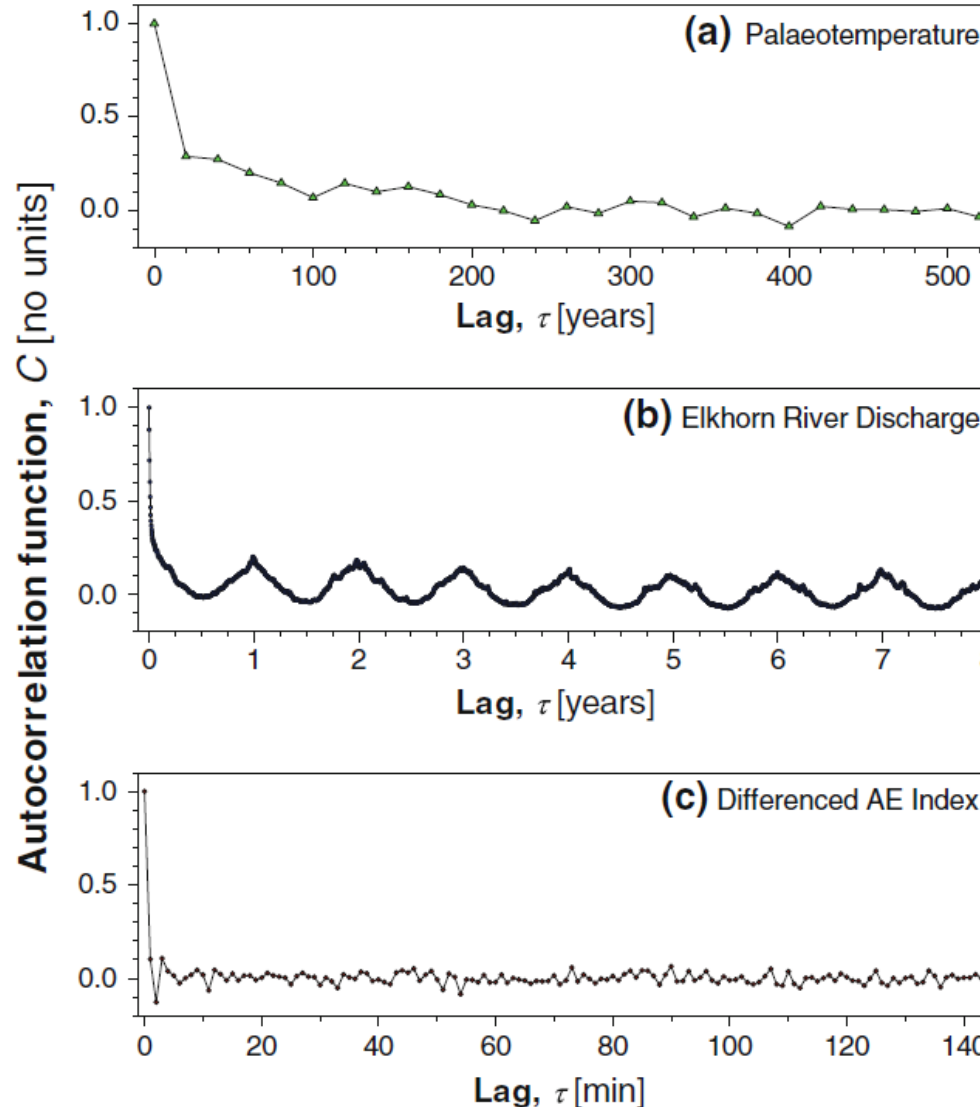 Autocorrelation function, C [no units]
(a) Palaeotemperature
1.0
0.5
0.0
0 100 200 300 400 500
Lag, τ [years]
(b) Elkhorn River Discharge
1.0
0.5
0.0
0 1 2 3 4 5 6 7
Lag, τ [years]
(c) Differenced AE Index
1.0
0.5
0.0
0 20 40 60 80 100 120 140
Lag, τ [min]